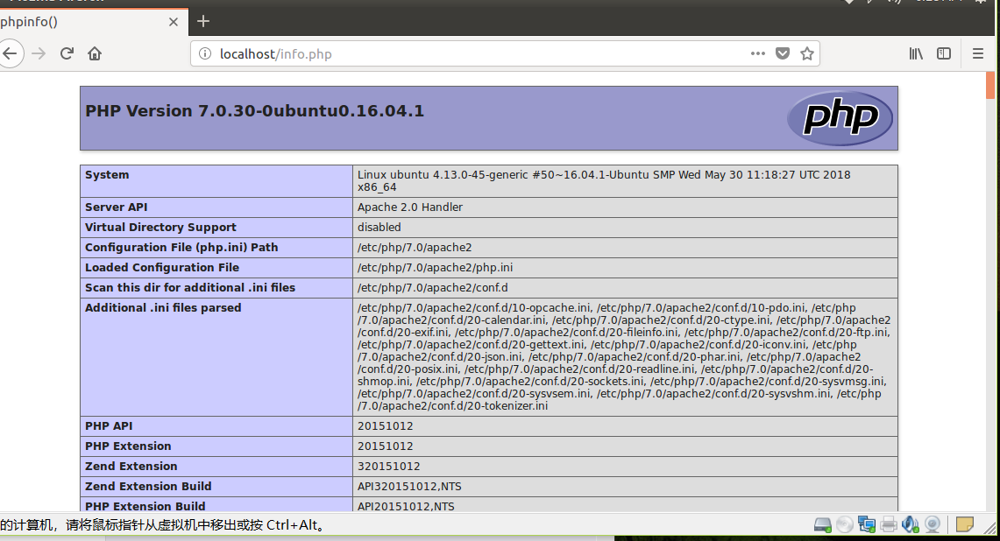 phpinfo()
localhost/info.php
PHP Version 7.0.30-0ubuntu0.16.04.1
php
System
Linux ubuntu 4.13.0-45-generic #50~16.04.1-Ubuntu SMP Wed May 30 11:18:27 UTC 2018
x86_64
Server API
Apache 2.0 Handler
Virtual Directory Support
disabled
Configuration File (php.ini) Path
/etc/php/7.0/apache2
Loaded Configuration File
/etc/php/7.0/apache2/php.ini
Scan this dir for additional .ini files
/etc/php/7.0/apache2/conf.d
Additional .ini files parsed
/etc/php/7.0/apache2/conf.d/10-opcache.ini, /etc/php/7.0/apache2/conf.d/10-pdo.ini, /etc/php
/7.0/apache2/conf.d/20-calendar.ini, /etc/php/7.0/apache2/conf.d/20-ctype.ini, /etc/php/7.0/apache2
/conf.d/20-exif.ini, /etc/php/7.0/apache2/conf.d/20-fileinfo.ini, /etc/php/7.0/apache2/conf.d/20-ftp.ini,
/etc/php/7.0/apache2/conf.d/20-gettext.ini, /etc/php/7.0/apache2/conf.d/20-iconv.ini, /etc/php
/7.0/apache2/conf.d/20-json.ini, /etc/php/7.0/apache2/conf.d/20-phar.ini, /etc/php/7.0/apache2
/conf.d/20-posix.ini, /etc/php/7.0/apache2/conf.d/20-readline.ini, /etc/php/7.0/apache2/conf.d/20-
shmop.ini, /etc/php/7.0/apache2/conf.d/20-sockets.ini, /etc/php/7.0/apache2/conf.d/20-sysvmsg.ini,
/etc/php/7.0/apache2/conf.d/20-sysvsem.ini, /etc/php/7.0/apache2/conf.d/20-sysvshm.ini, /etc/php
/7.0/apache2/conf.d/20-tokenizer.ini
PHP API
20151012
PHP Extension
20151012
Zend Extension
320151012
Zend Extension Build
API320151012,NTS
PHP Extension Build
API20151012,NTS
的计算机，请将鼠标指针从虚拟机中移出或按 Ctrl+Alt。